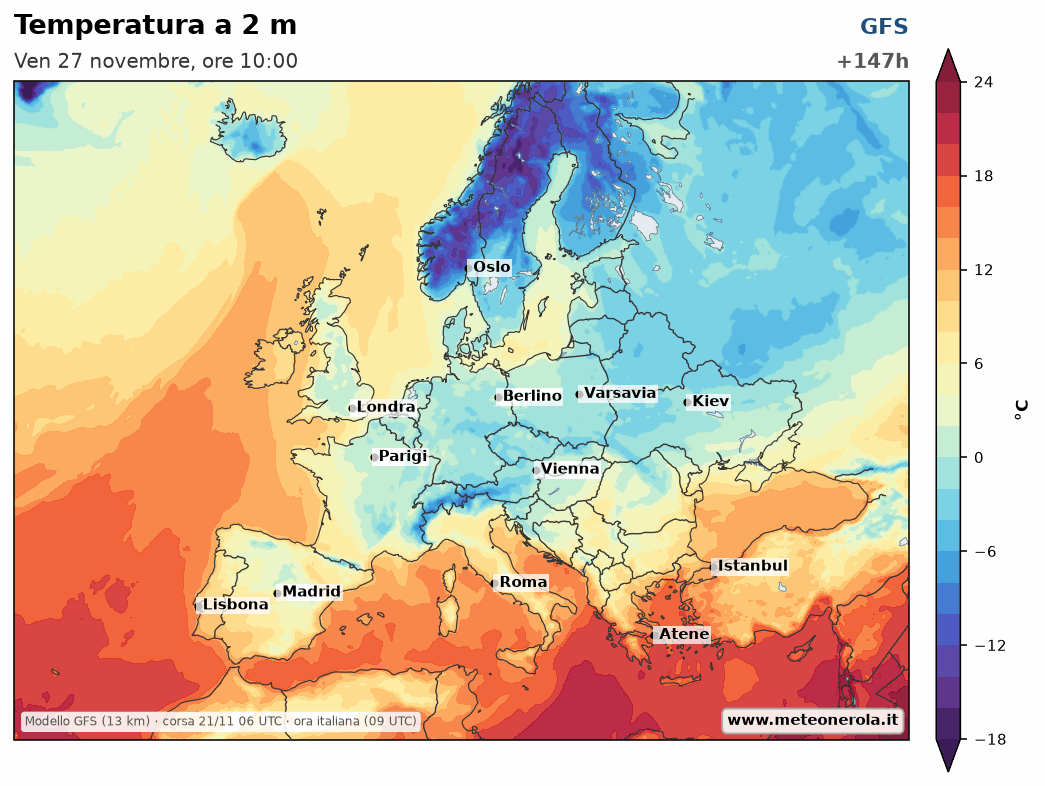 Temperatura a 2 m
GFS
Ven 27 novembre, ore 10:00
+147h
24
18
12
6
0
−6
−12
−18
°C
Oslo
Berlino
Varsavia
Kiev
Londra
Parigi
Vienna
Istanbul
Roma
Madrid
Lisbona
Atene
Modello GFS (13 km) · corsa 21/11 06 UTC · ora italiana (09 UTC)
www.meteonerola.it